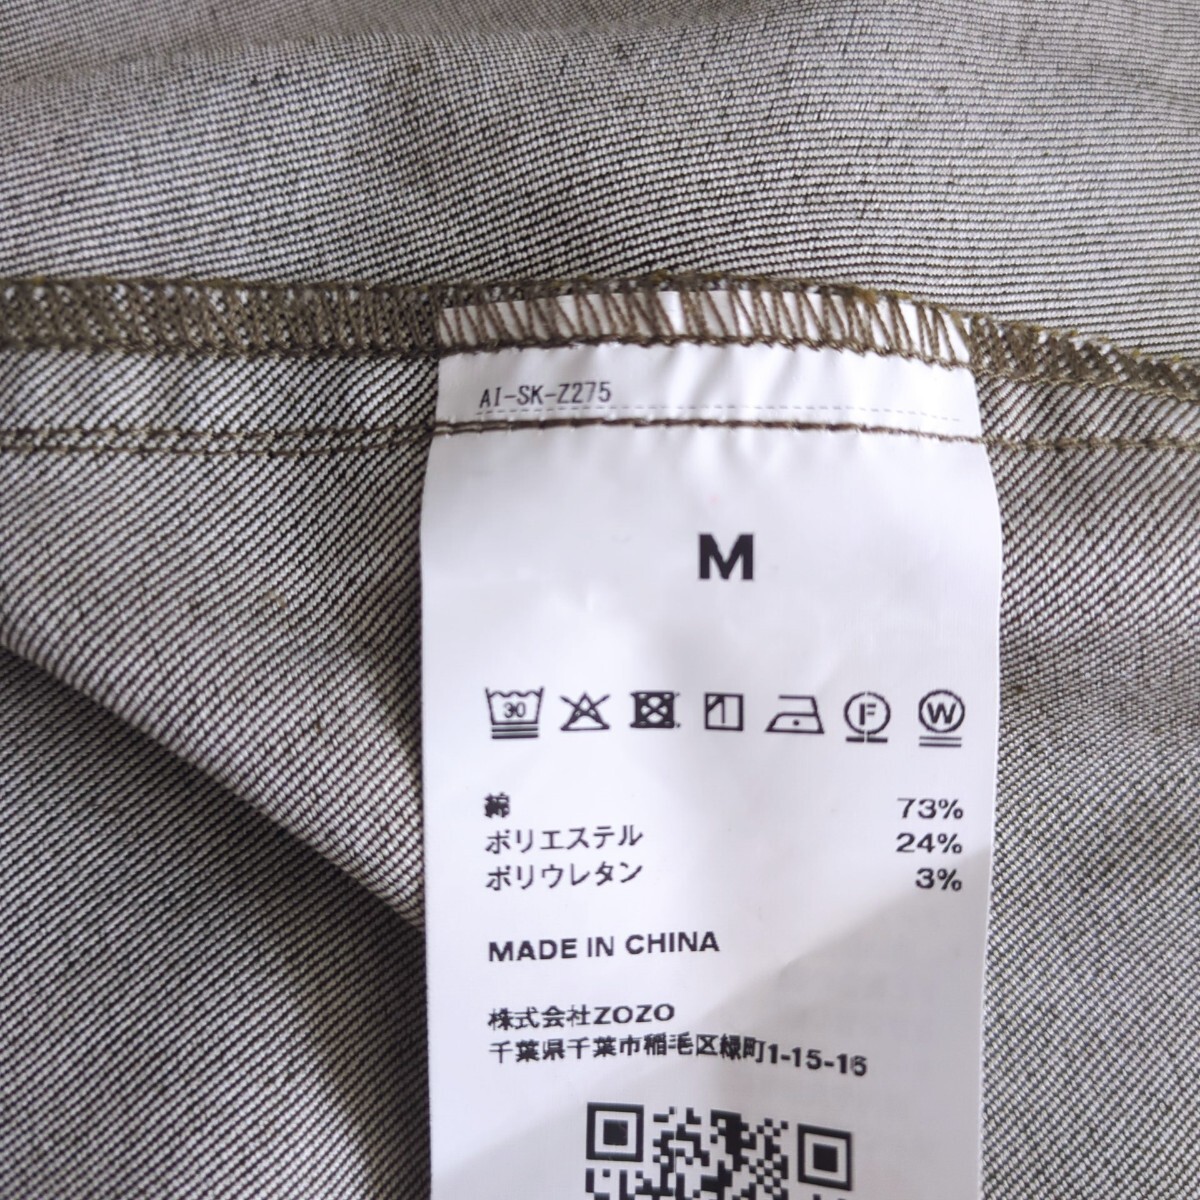 AI-SK-Z275
M
30 F W
綿 73%
ポリエステル 24%
ポリウレタン 3%
MADE IN CHINA
株式会社ZOZO
千葉県千葉市稲毛区緑町1-15-16